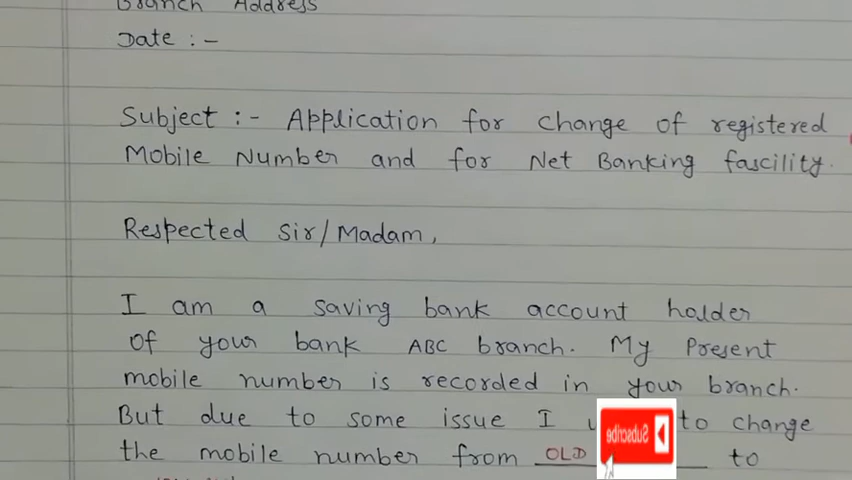 Branch Address
Date :-
Subject :- Application for change of registered
Mobile Number and for Net Banking fascility.
Respected Sir/Madam,
I am a saving bank account holder
of your bank ABC branch. My Present
mobile number is recorded in your branch.
But due to some issue I to change
the mobile number from OLD to
Subscribe